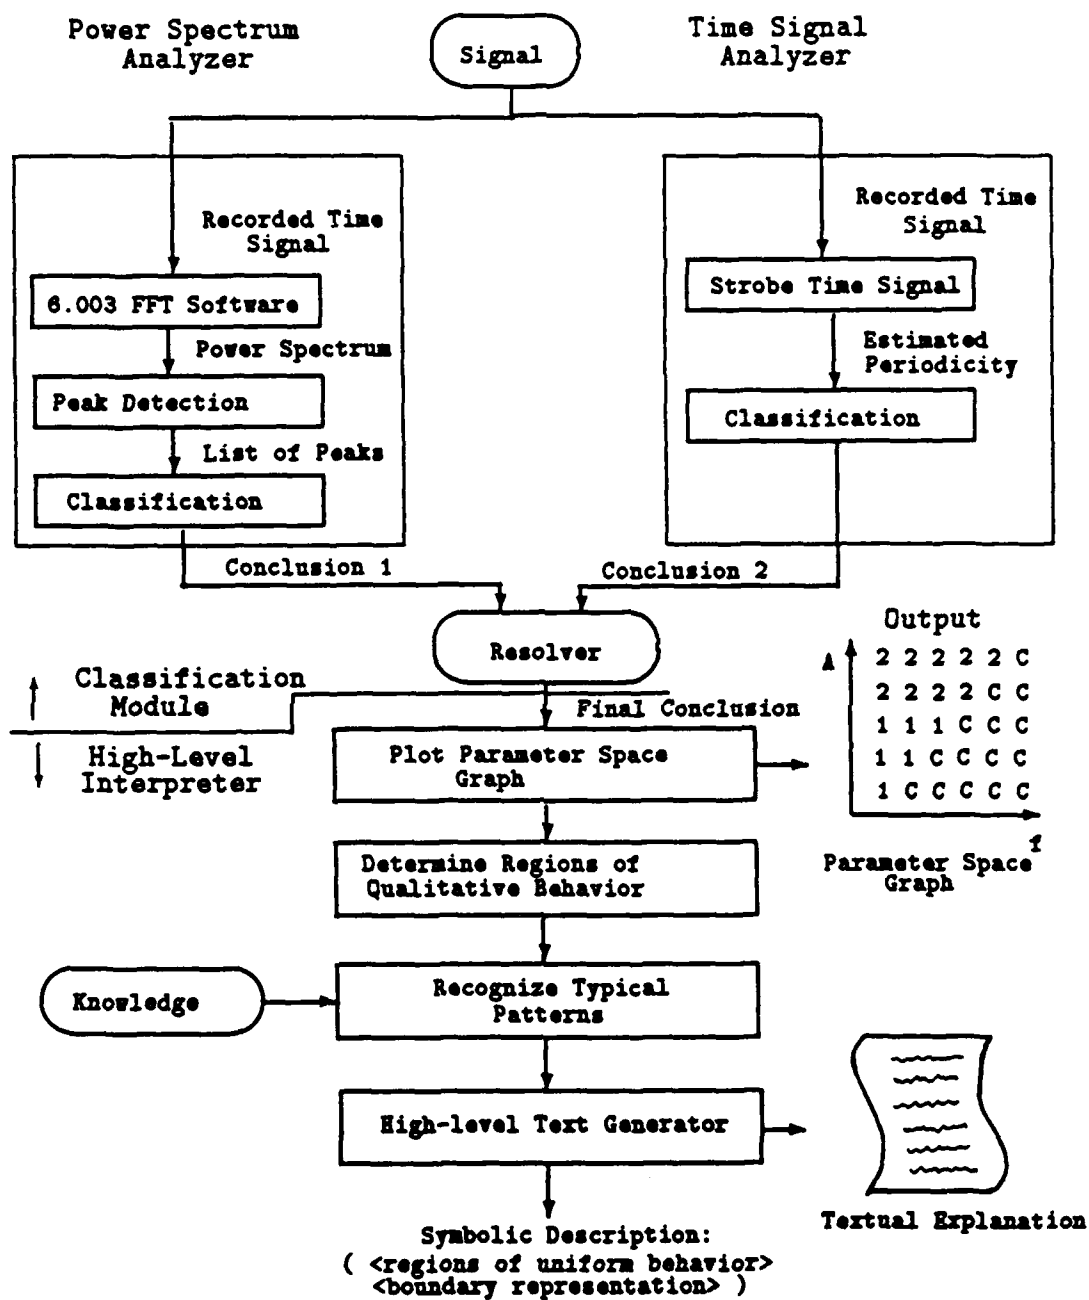 Power Spectrum
Analyzer
Signal
Time Signal
Analyzer
Recorded Time
Signal
6.003 FFT Software
Power Spectrum
Peak Detection
List of Peaks
Classification
Recorded Time
Signal
Strobe Time Signal
Estimated
Periodicity
Classification
Conclusion 1
Conclusion 2
Resolver
Classification
Module
High-Level
Interpreter
Final Conclusion
Plot Parameter Space
Graph
Output
A
2 2 2 2 2 C
2 2 2 2 C C
1 1 1 C C C
1 1 C C C C
1 C C C C C
f
Parameter Space
Graph
Determine Regions of
Qualitative Behavior
Knowledge
Recognize Typical
Patterns
High-level Text Generator
Textual Explanation
Symbolic Description:
( <regions of uniform behavior>
<boundary representation> )